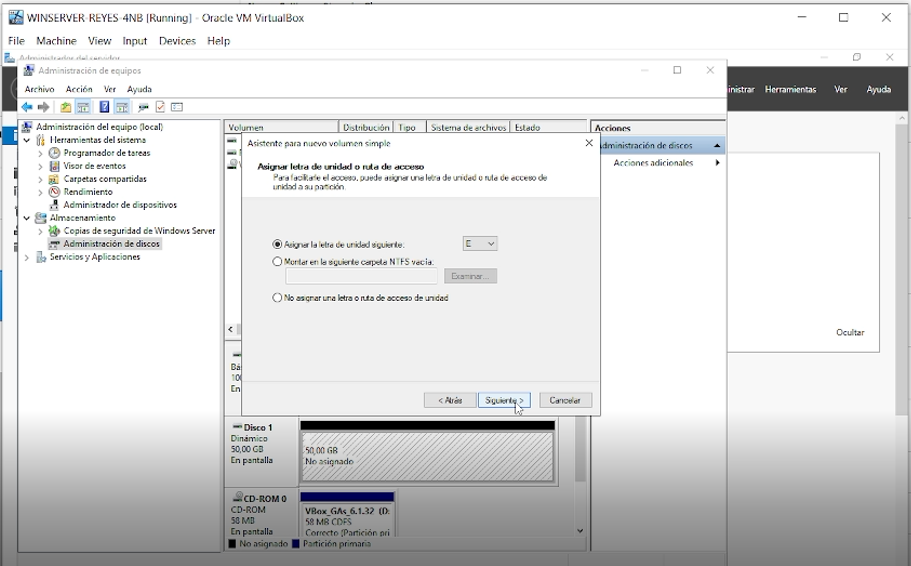 WINSERVER-REYES-4NB [Running] - Oracle VM VirtualBox
File Machine View Input Devices Help
Administrador del servidor
Administración de equipos
Archivo Acción Ver Ayuda
Herramientas Ver Ayuda
Administración del equipo (local)
Herramientas del sistema
Programador de tareas
Visor de eventos
Carpetas compartidas
Rendimiento
Administrador de dispositivos
Almacenamiento
Copias de seguridad de Windows Server
Administración de discos
Servicios y Aplicaciones
Volumen Distribución Tipo Sistema de archivos Estado
Asistente para nuevo volumen simple
Asignar letra de unidad o ruta de acceso
Para facilitarle el acceso, puede asignar una letra de unidad o ruta de acceso de
unidad a su partición.
Asignar la letra de unidad siguiente: E
Montar en la siguiente carpeta NTFS vacía:
Examinar...
No asignar una letra o ruta de acceso de unidad
< Atrás Siguiente > Cancelar
Acciones
dministración de discos
Acciones adicionales
Ocultar
Bá
100
En
Disco 1
Dinámico
50,00 GB
En pantalla
50,00 GB
No asignado
CD-ROM 0
CD-ROM
58 MB
En pantalla
VBox_GAs_6.1.32 (D:
58 MB CDFS
Correcto (Partición pri
No asignado Partición primaria